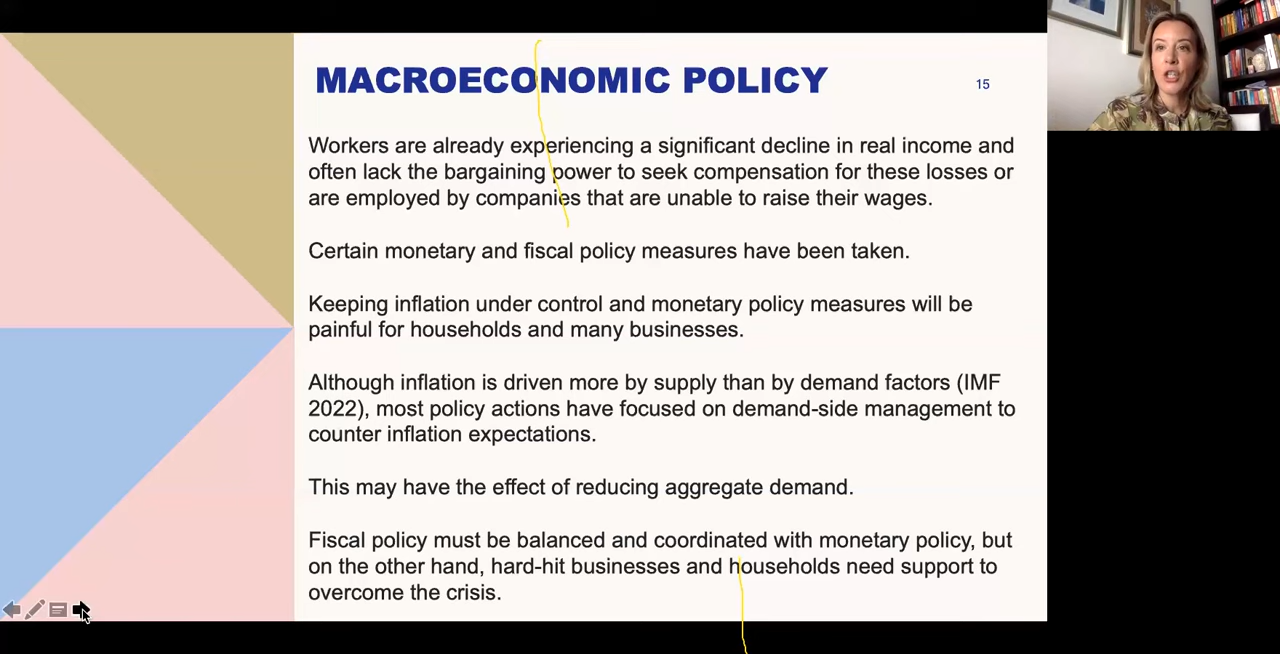 MACROECONOMIC POLICY
15
Workers are already experiencing a significant decline in real income and
often lack the bargaining power to seek compensation for these losses or
are employed by companies that are unable to raise their wages.
Certain monetary and fiscal policy measures have been taken.
Keeping inflation under control and monetary policy measures will be
painful for households and many businesses.
Although inflation is driven more by supply than by demand factors (IMF
2022), most policy actions have focused on demand-side management to
counter inflation expectations.
This may have the effect of reducing aggregate demand.
Fiscal policy must be balanced and coordinated with monetary policy, but
on the other hand, hard-hit businesses and households need support to
overcome the crisis.